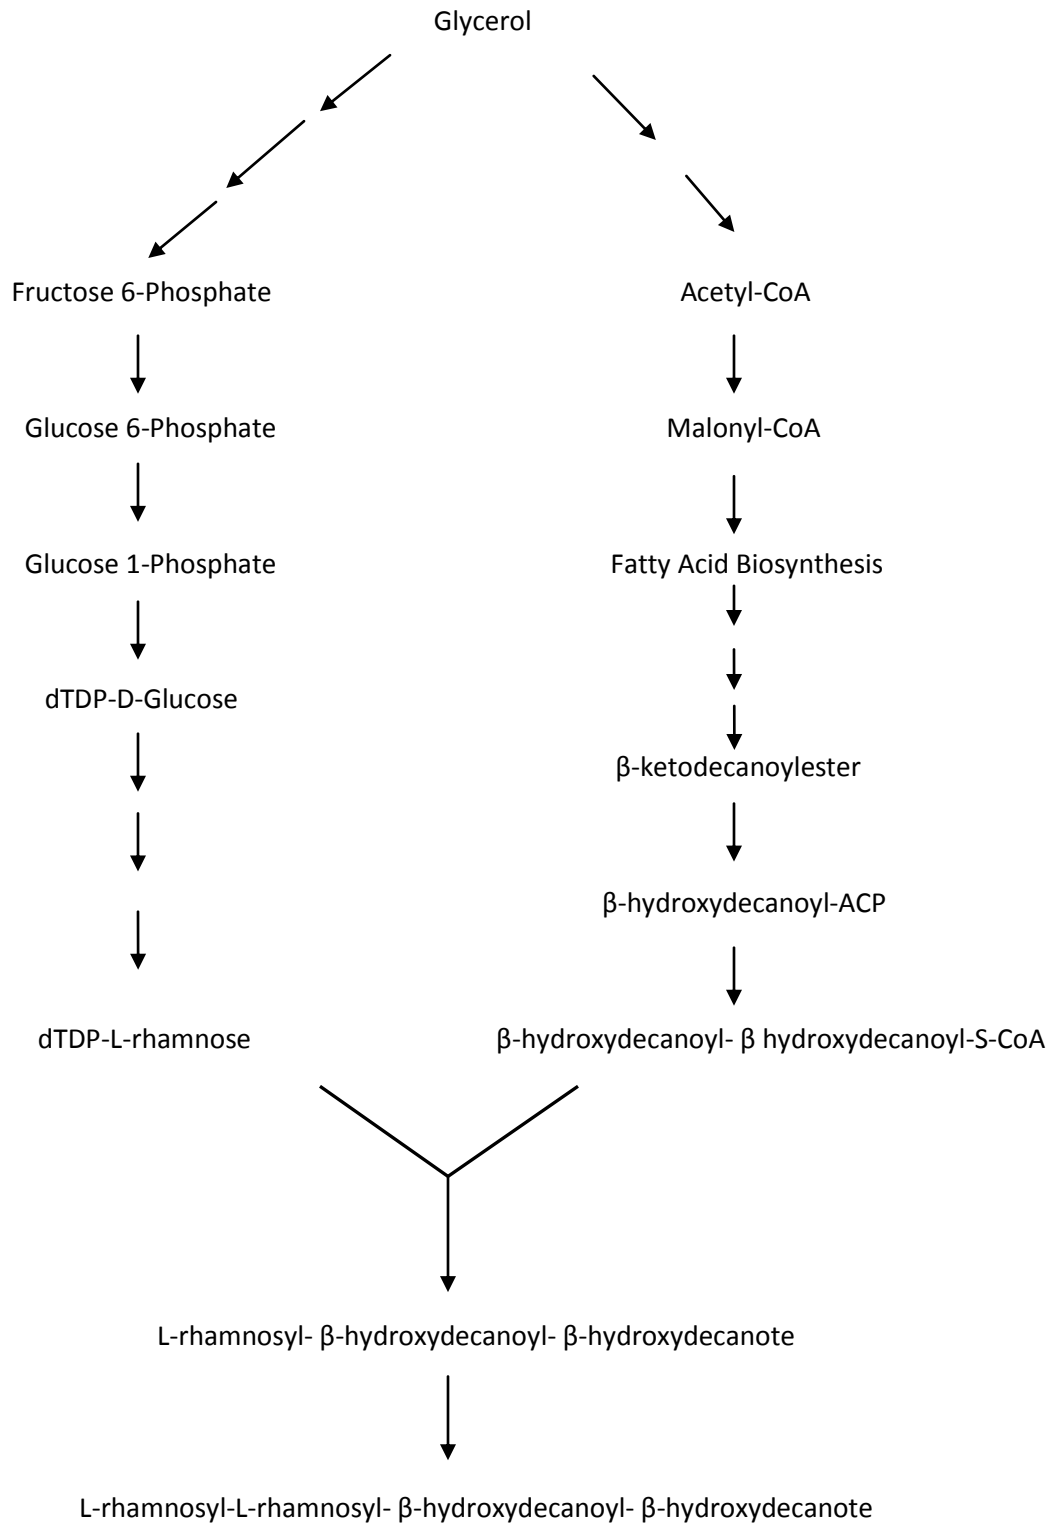 Glycerol
Fructose 6-Phosphate
Acetyl-CoA
Glucose 6-Phosphate
Malonyl-CoA
Glucose 1-Phosphate
Fatty Acid Biosynthesis
dTDP-D-Glucose
β-ketodecanoylester
β-hydroxydecanoyl-ACP
dTDP-L-rhamnose
β-hydroxydecanoyl- β hydroxydecanoyl-S-CoA
L-rhamnosyl- β-hydroxydecanoyl- β-hydroxydecanote
L-rhamnosyl-L-rhamnosyl- β-hydroxydecanoyl- β-hydroxydecanote